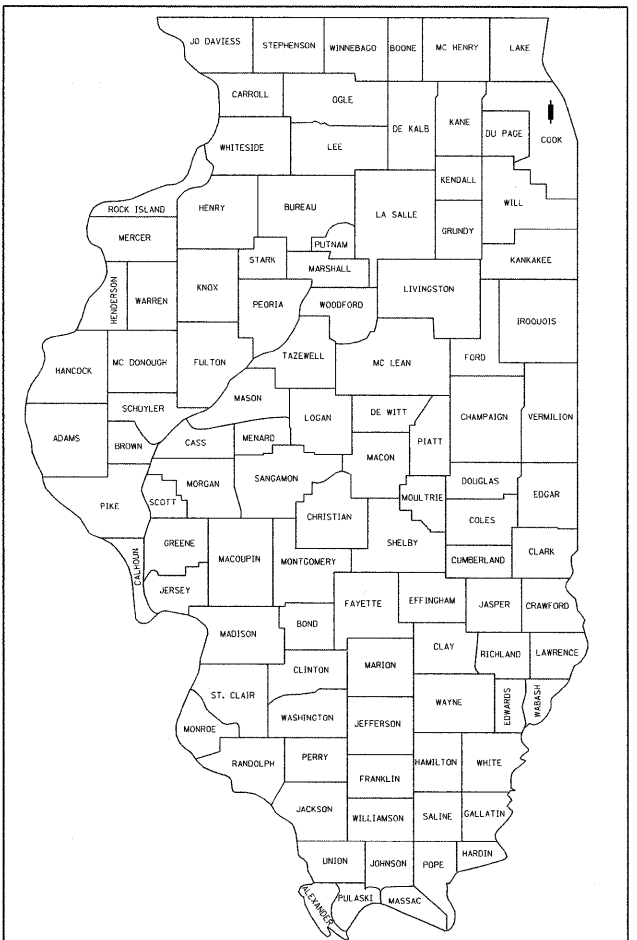 JO DAVIESS
STEPHENSON
WINNEBAGO
BOONE
MC HENRY
LAKE
CARROLL
OGLE
DE KALB
KANE
DU PAGE
COOK
WHITESIDE
LEE
KENDALL
WILL
ROCK ISLAND
HENRY
BUREAU
LA SALLE
GRUNDY
MERCER
PUTNAM
STARK
MARSHALL
KANKAKEE
HENDERSON
WARREN
KNOX
PEORIA
WOODFORD
LIVINGSTON
IROQUOIS
HANCOCK
MC DONOUGH
FULTON
TAZEWELL
MC LEAN
FORD
MASON
SCHUYLER
LOGAN
DE WITT
CHAMPAIGN
VERMILION
ADAMS
BROWN
CASS
MENARD
PIATT
MACON
MORGAN
SANGAMON
DOUGLAS
EDGAR
PIKE
SCOTT
CHRISTIAN
MOULTRIE
COLES
CALHOUN
GREENE
MACOUPIN
MONTGOMERY
SHELBY
CUMBERLAND
CLARK
JERSEY
FAYETTE
EFFINGHAM
JASPER
CRAWFORD
MADISON
BOND
CLAY
RICHLAND
LAWRENCE
CLINTON
MARION
ST. CLAIR
WAYNE
EDWARDS
WABASH
MONROE
WASHINGTON
JEFFERSON
RANDOLPH
PERRY
HAMILTON
WHITE
FRANKLIN
JACKSON
WILLIAMSON
SALINE
GALLATIN
UNION
JOHNSON
POPE
HARDIN
ALEXANDER
PULASKI
MASSAC